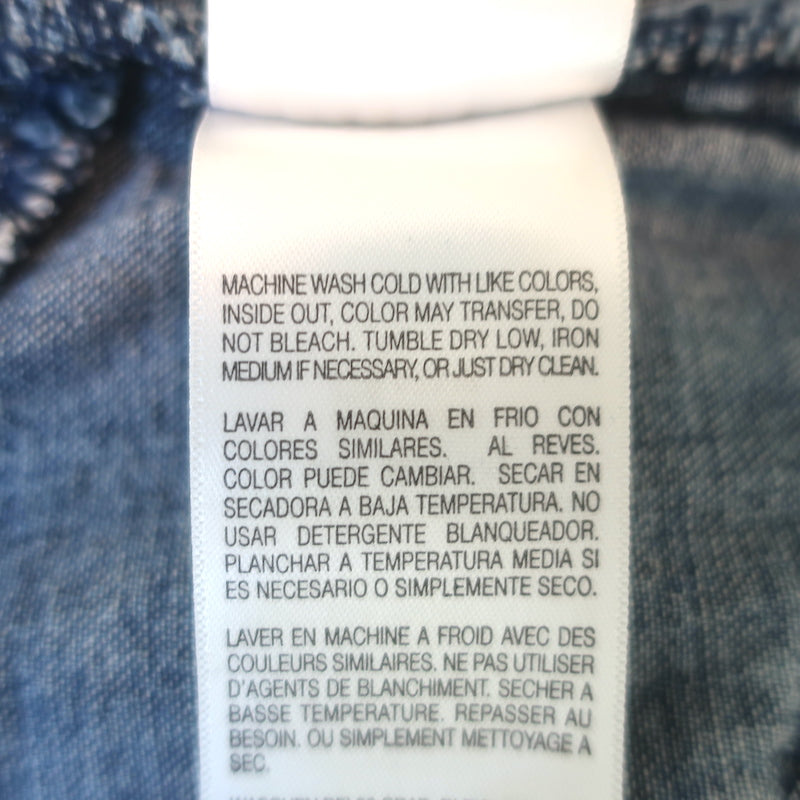 MACHINE WASH COLD WITH LIKE COLORS,
INSIDE OUT, COLOR MAY TRANSFER, DO
NOT BLEACH. TUMBLE DRY LOW, IRON
MEDIUM IF NECESSARY, OR JUST DRY CLEAN.
LAVAR A MAQUINA EN FRIO CON
COLORES SIMILARES. AL REVES.
COLOR PUEDE CAMBIAR. SECAR EN
SECADORA A BAJA TEMPERATURA. NO
USAR DETERGENTE BLANQUEADOR.
PLANCHAR A TEMPERATURA MEDIA SI
ES NECESARIO O SIMPLEMENTE SECO.
LAVER EN MACHINE A FROID AVEC DES
COULEURS SIMILAIRES. NE PAS UTILISER
D'AGENTS DE BLANCHIMENT. SECHER A
BASSE TEMPERATURE. REPASSER AU
BESOIN. OU SIMPLEMENT METTOYAGE A
SEC.